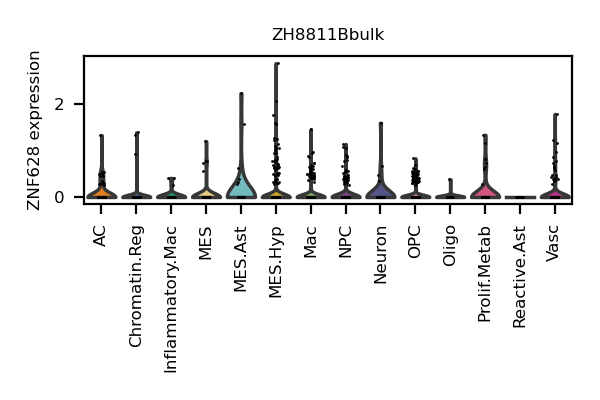 ZH8811Bbulk
ZNF628 expression
2
0
AC
Chromatin.Reg
Inflammatory.Mac
MES
MES.Ast
MES.Hyp
Mac
NPC
Neuron
OPC
Oligo
Prolif.Metab
Reactive.Ast
Vasc